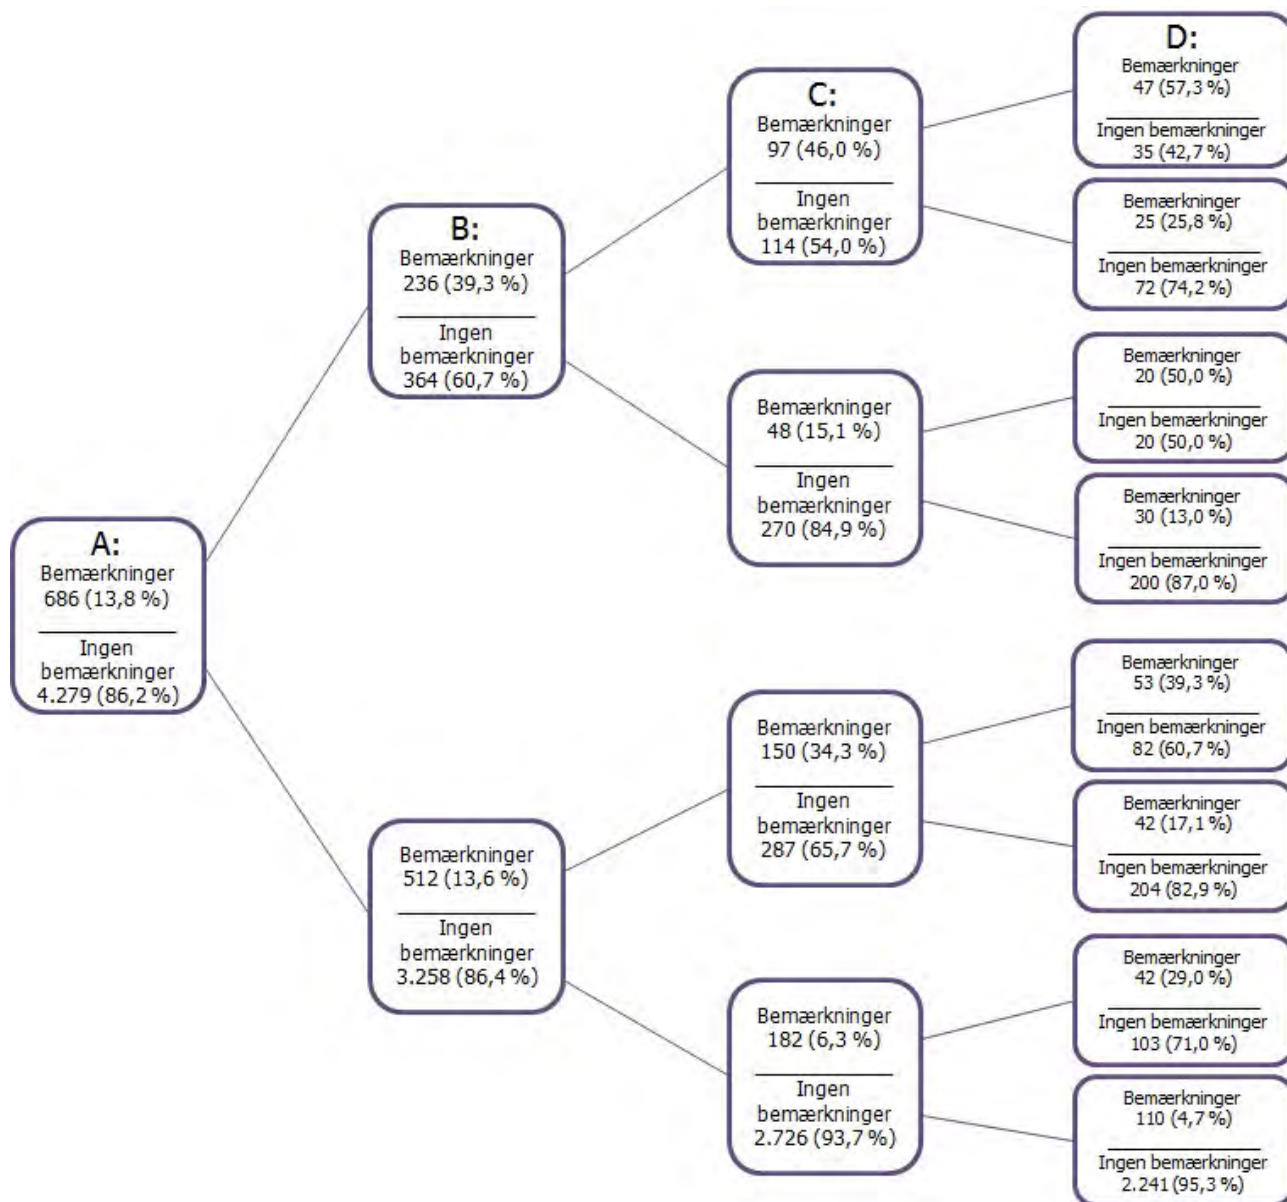 A:
Bemærkninger
686 (13,8 %)
Ingen
bemærkninger
4.279 (86,2 %)
B:
Bemærkninger
236 (39,3 %)
Ingen
bemærkninger
364 (60,7 %)
Bemærkninger
512 (13,6 %)
Ingen
bemærkninger
3.258 (86,4 %)
C:
Bemærkninger
97 (46,0 %)
Ingen
bemærkninger
114 (54,0 %)
Bemærkninger
48 (15,1 %)
Ingen
bemærkninger
270 (84,9 %)
Bemærkninger
150 (34,3 %)
Ingen
bemærkninger
287 (65,7 %)
Bemærkninger
182 (6,3 %)
Ingen
bemærkninger
2.726 (93,7 %)
D:
Bemærkninger
47 (57,3 %)
Ingen bemærkninger
35 (42,7 %)
Bemærkninger
25 (25,8 %)
Ingen bemærkninger
72 (74,2 %)
Bemærkninger
20 (50,0 %)
Ingen bemærkninger
20 (50,0 %)
Bemærkninger
30 (13,0 %)
Ingen bemærkninger
200 (87,0 %)
Bemærkninger
53 (39,3 %)
Ingen bemærkninger
82 (60,7 %)
Bemærkninger
42 (17,1 %)
Ingen bemærkninger
204 (82,9 %)
Bemærkninger
42 (29,0 %)
Ingen bemærkninger
103 (71,0 %)
Bemærkninger
110 (4,7 %)
Ingen bemærkninger
2.241 (95,3 %)